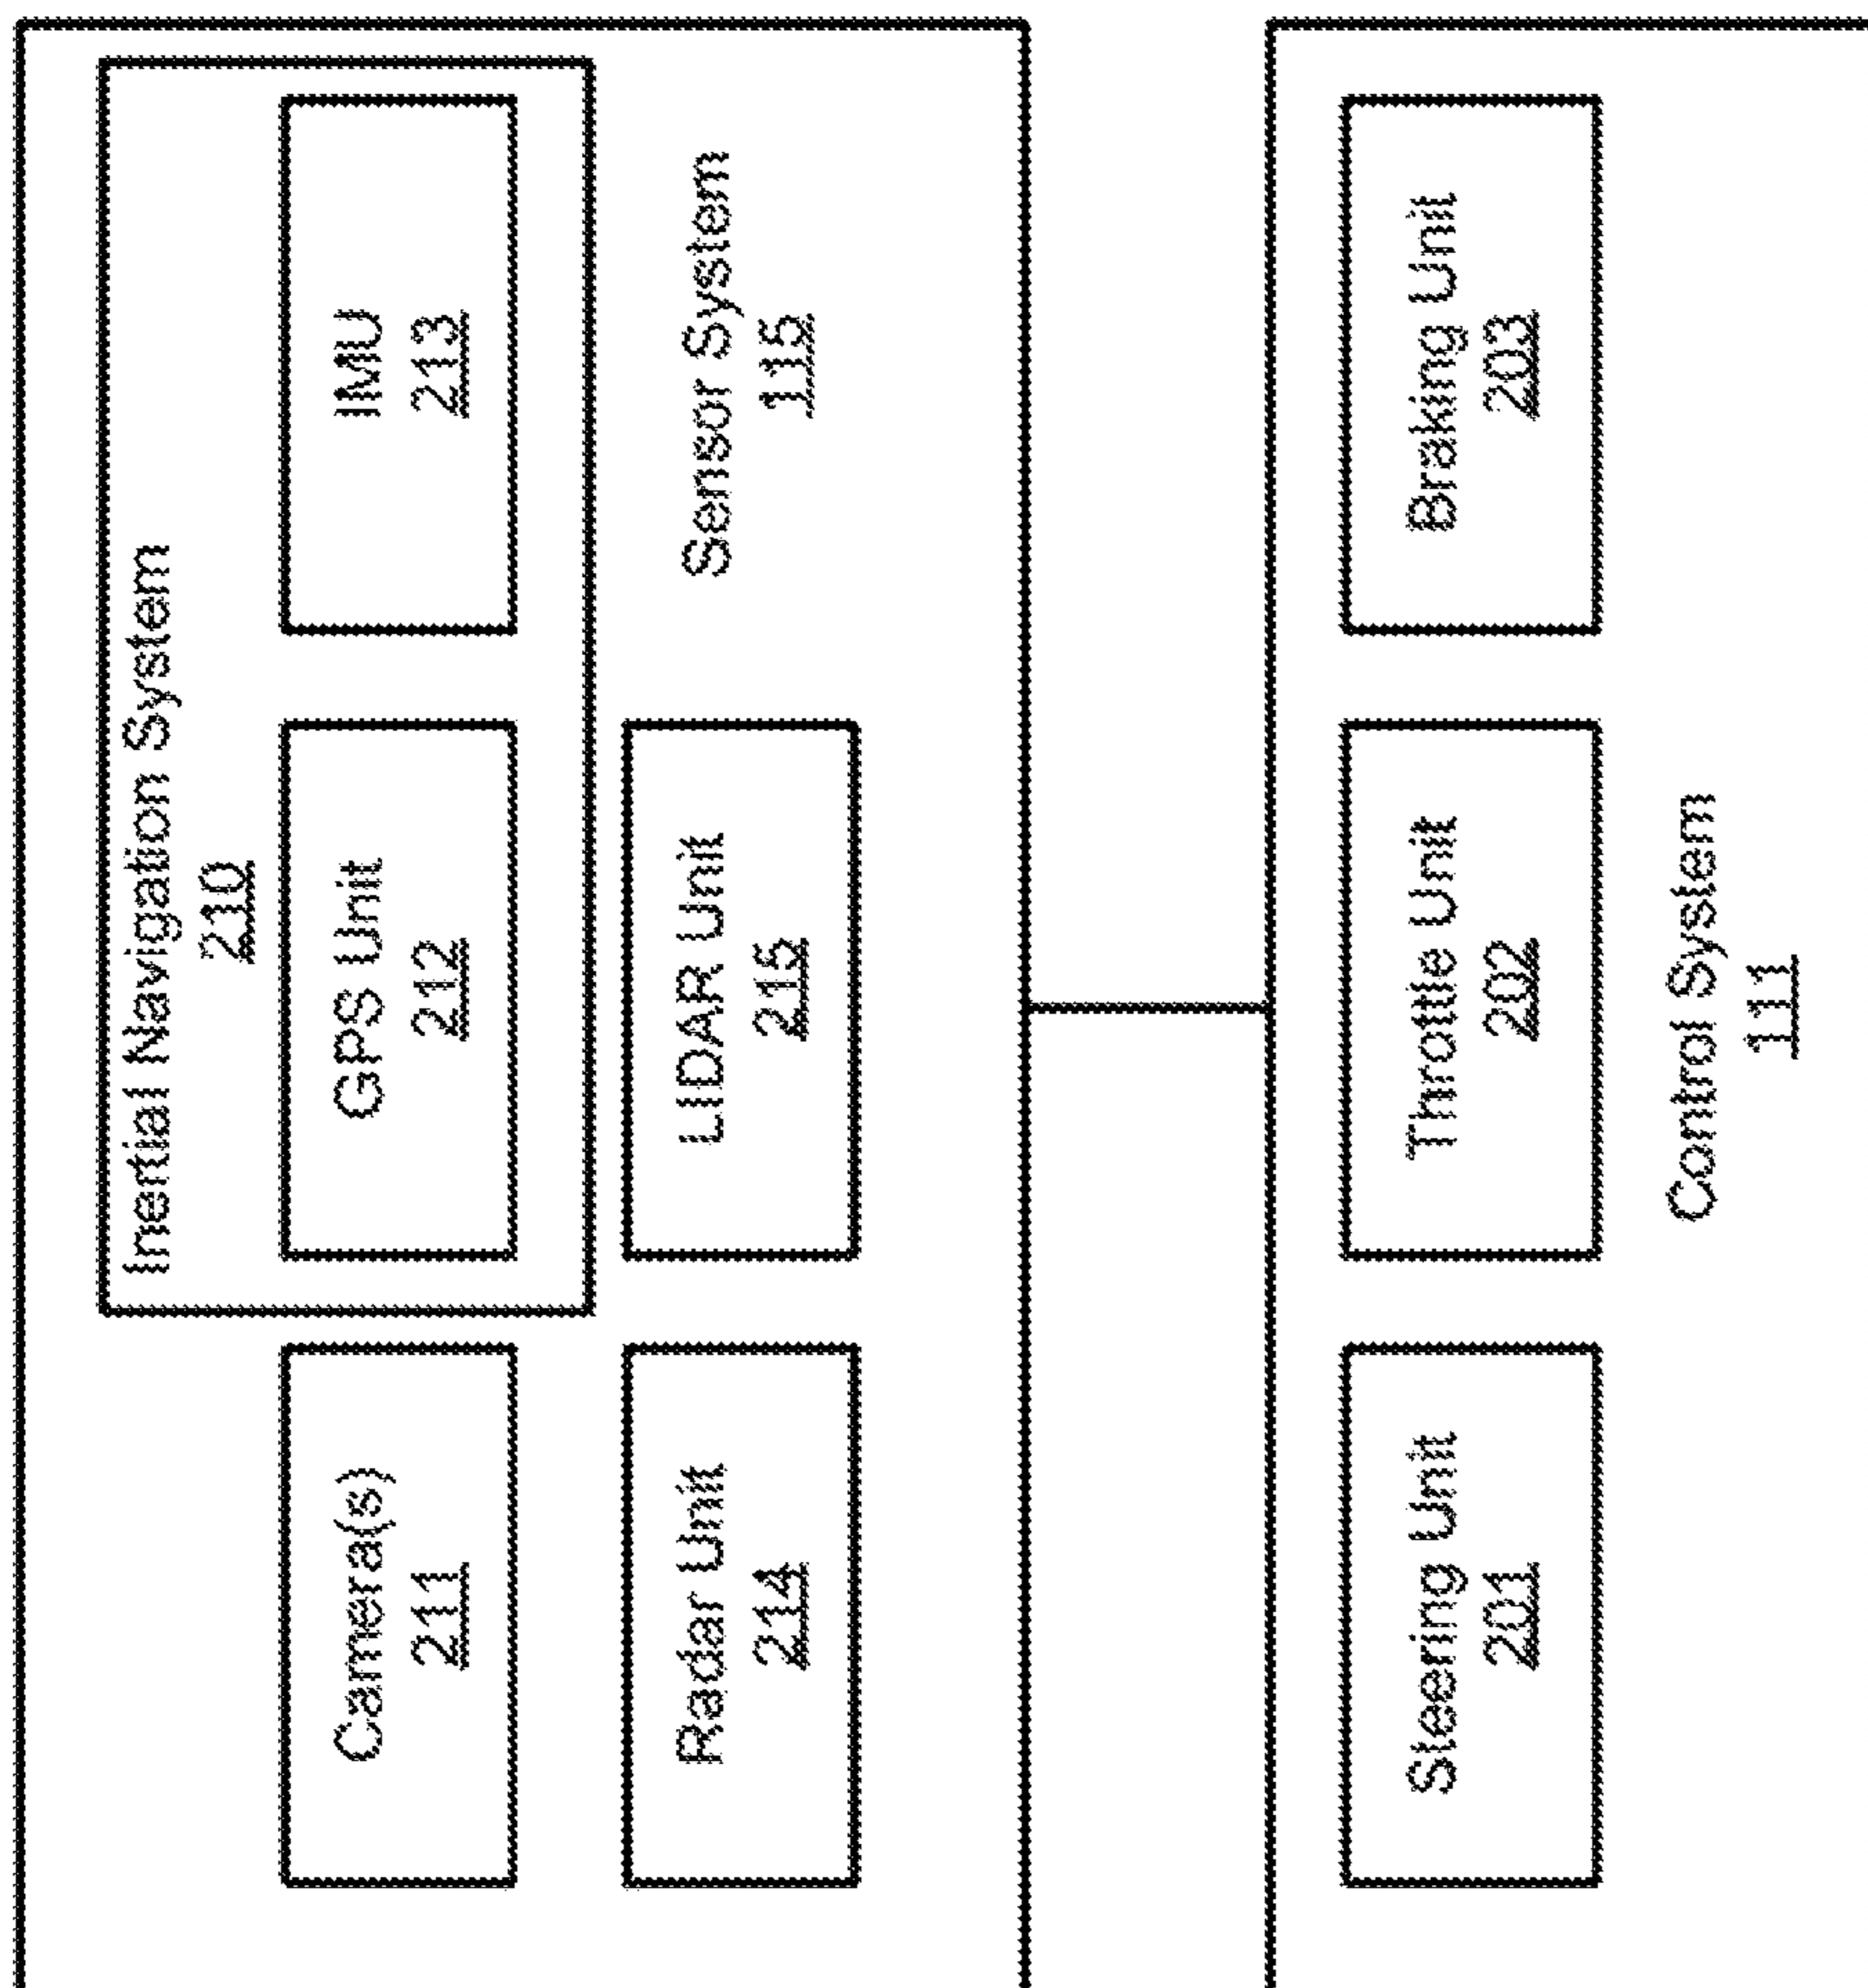 Inertial Navigation System
210
Camera(s)
211
GPS Unit
212
IMU
213
Radar Unit
214
LIDAR Unit
215
Sensor System
115
Steering Unit
201
Throttle Unit
202
Braking Unit
203
Control System
111